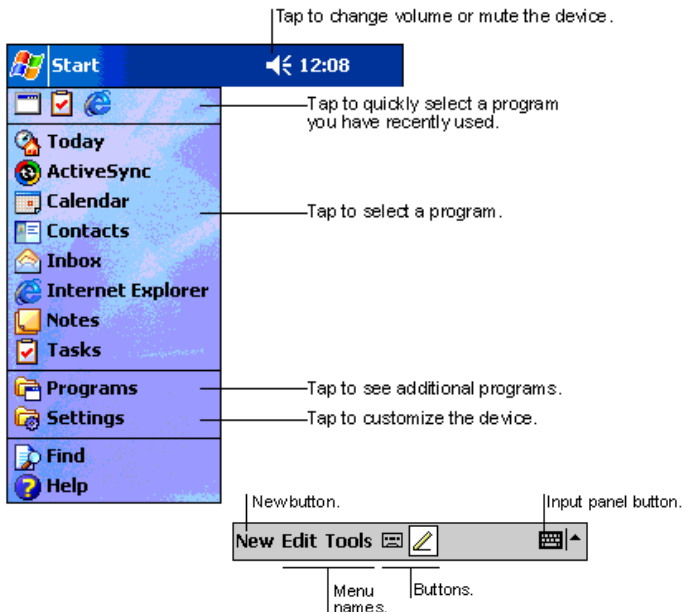 Tap to change volume or mute the device.
Start 12:08
Tap to quickly select a program
you have recently used.
Today
ActiveSync
Calendar
Tap to select a program.
Contacts
Inbox
Internet Explorer
Notes
Tasks
Programs
Tap to see additional programs.
Settings
Tap to customize the device.
Find
Help
New button.
Input panel button.
New Edit Tools
Menu
names.
Buttons.